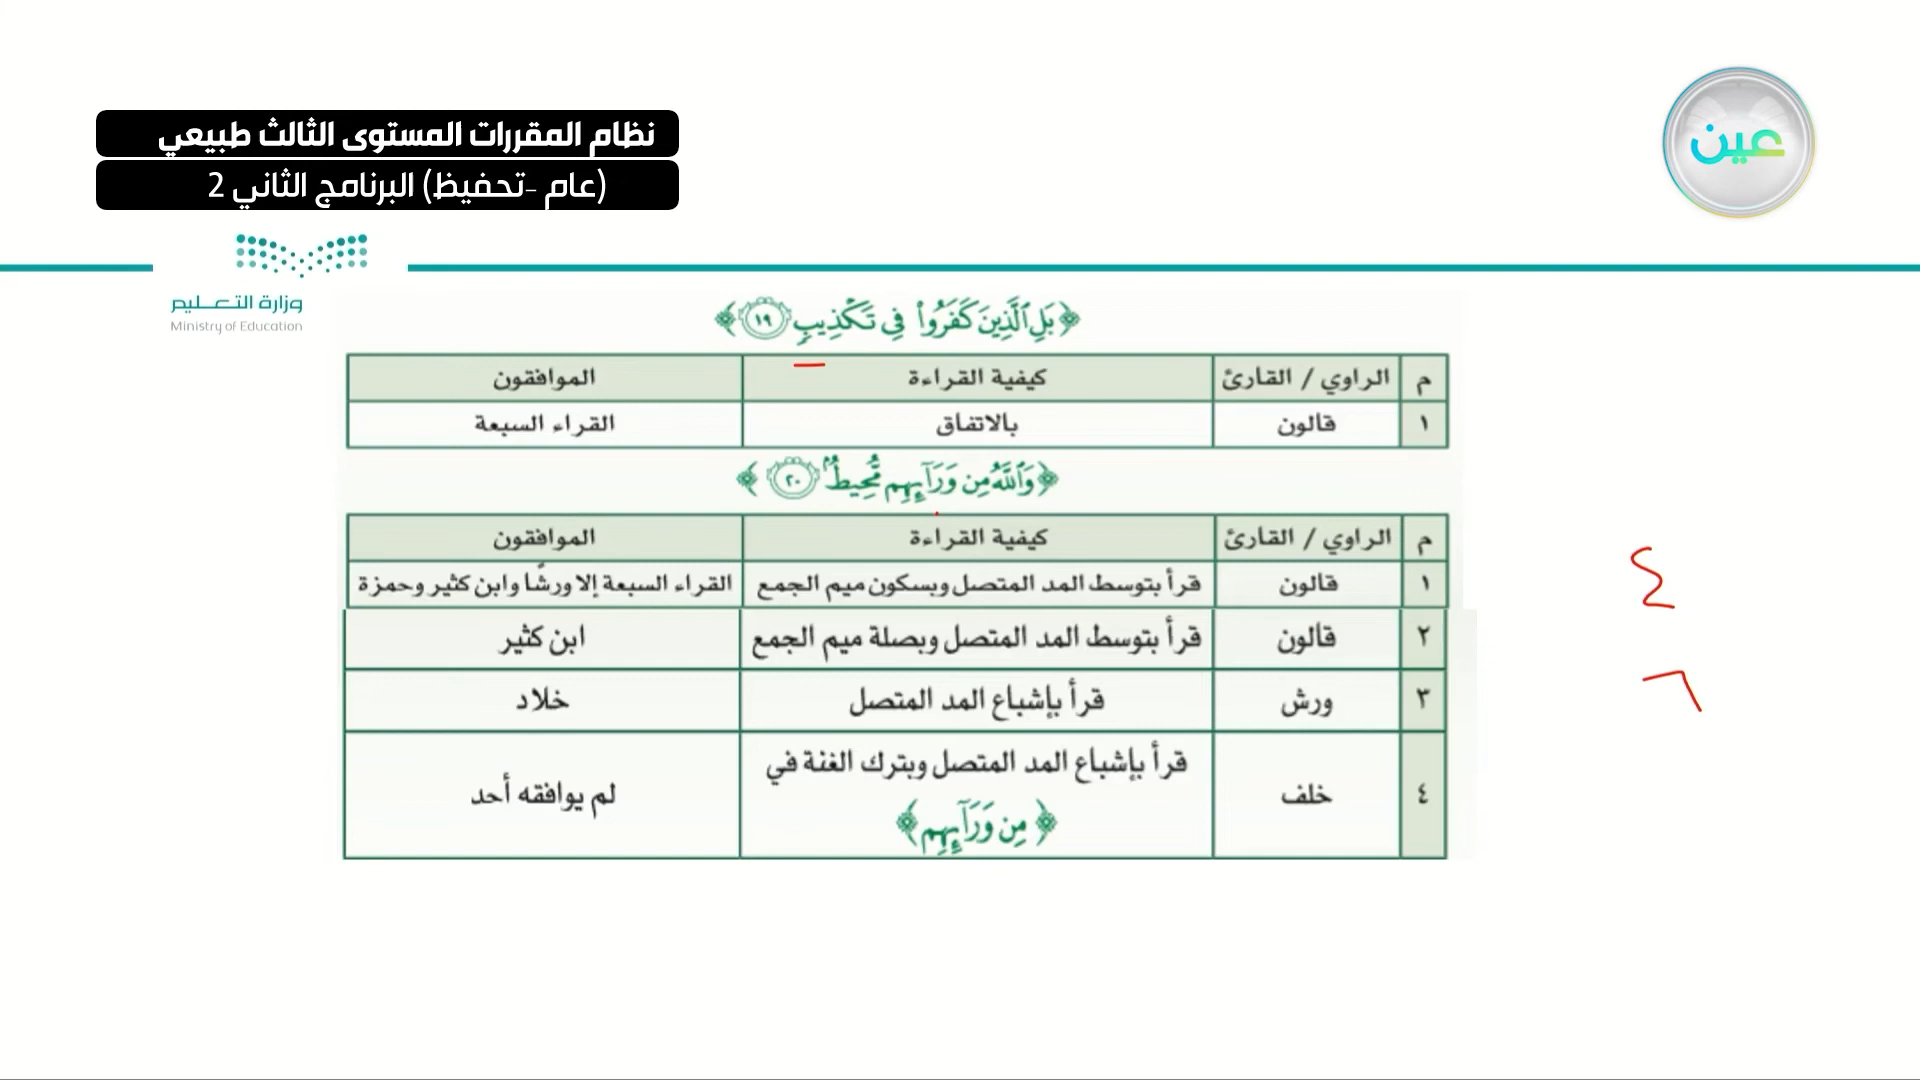 نظام المقررات المستوى الثالث طبيعي
(عام -تحفيظ) البرنامج الثاني 2
عين
وزارة التعليم
Ministry of Education
﴿بَلِ ٱلَّذِينَ كَفَرُواْ فِي تَكْذِيبٖ ١٩﴾
م الراوي / القارئ كيفية القراءة الموافقون
١ قالون بالاتفاق القراء السبعة
﴿وَٱللَّهُ مِن وَرَآئِهِم مُّحِيطُۢ ٢٠﴾
م الراوي / القارئ كيفية القراءة الموافقون
١ قالون قرأ بتوسط المد المتصل وبسكون ميم الجمع القراء السبعة إلا ورشًا وابن كثير وحمزة
٢ قالون قرأ بتوسط المد المتصل وبصلة ميم الجمع ابن كثير
٣ ورش قرأ بإشباع المد المتصل خلاد
٤ خلف قرأ بإشباع المد المتصل وبترك الغنة في لم يوافقه أحد
﴿مِن وَرَآئِهِم﴾
٤
٦